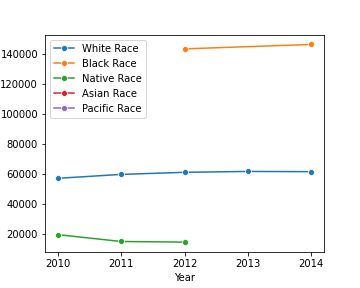 White Race
Black Race
Native Race
Asian Race
Pacific Race
140000
120000
100000
80000
60000
40000
20000
2010 2011 2012 2013 2014
Year